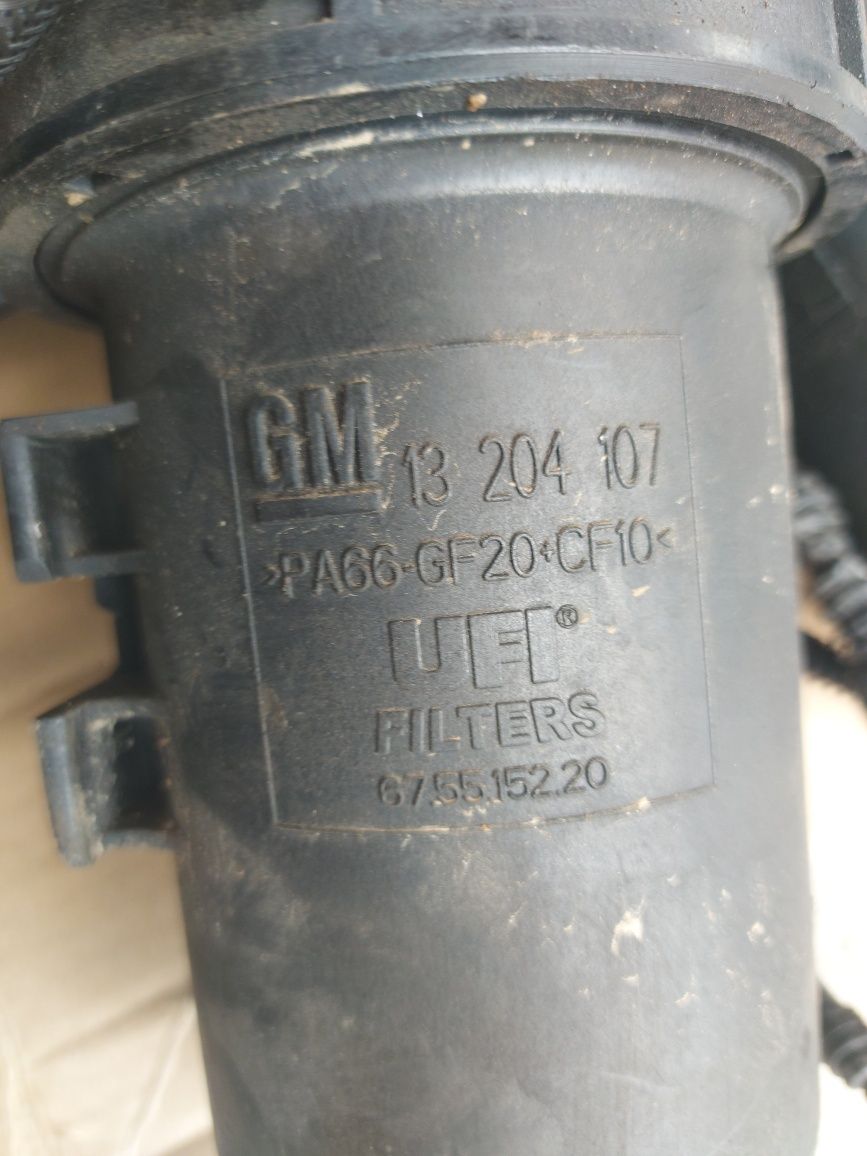 GM 13 204 107
>PA66-GF20+CF10<
UFI®
FILTERS
67.55.152.20